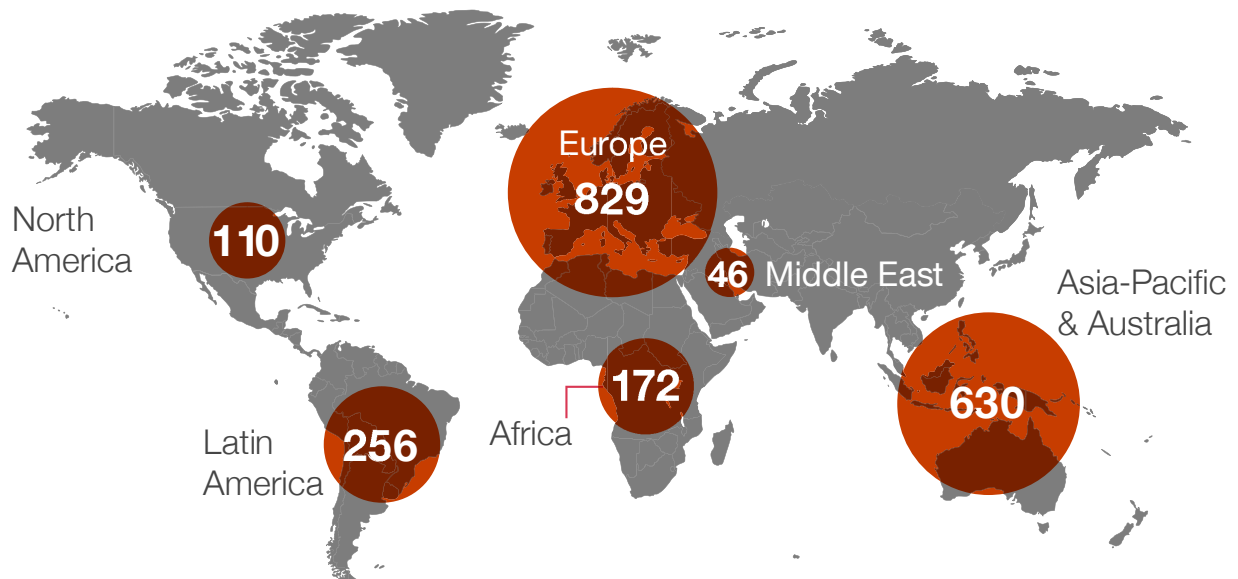 North
America
110
Europe
829
46
Middle East
Asia-Pacific
& Australia
630
172
Africa
Latin
America
256